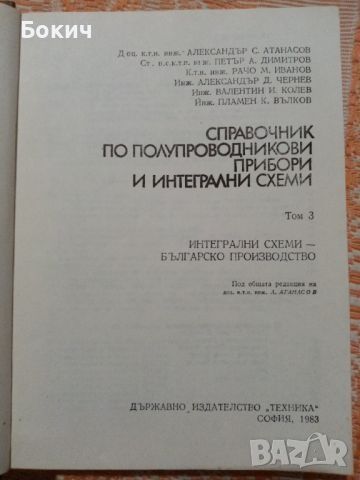 Бокич
Доц. к.т.н. инж. АЛЕКСАНДЪР С. АТАНАСОВ
Ст. н.с.к.т.н. инж. ПЕТЪР А. ДИМИТРОВ
К.т.н. инж. РАЧО М. ИВАНОВ
Инж. АЛЕКСАНДЪР Д. ЧЕРНЕВ
Инж. ВАЛЕНТИН И. КОЛЕВ
Инж. ПЛАМЕН К. ВЪЛКОВ
СПРАВОЧНИК
ПО ПОЛУПРОВОДНИКОВИ
ПРИБОРИ
И ИНТЕГРАЛНИ СХЕМИ
Том 3
ИНТЕГРАЛНИ СХЕМИ —
БЪЛГАРСКО ПРОИЗВОДСТВО
Под общата редакция на
доц. к.т.н. инж. А. АТАНАСОВ
ДЪРЖАВНО ИЗДАТЕЛСТВО „ТЕХНИКА“
СОФИЯ, 1983
bazar